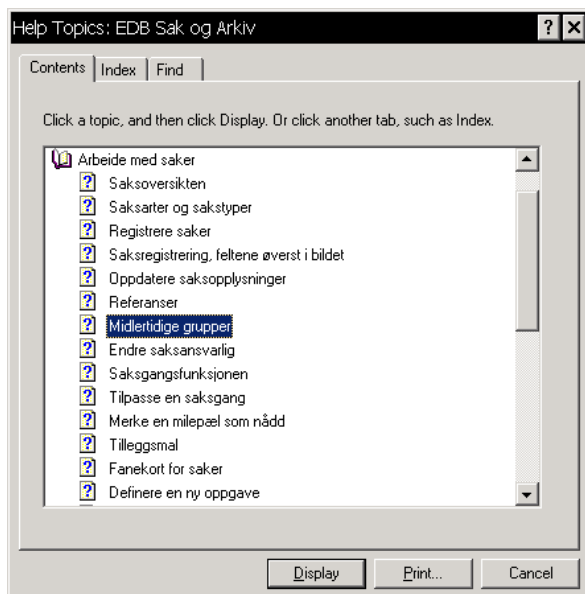 Help Topics: EDB Sak og Arkiv
Contents Index Find
Click a topic, and then click Display. Or click another tab, such as Index.
Arbeide med saker
Saksoversikten
Saksarter og sakstyper
Registrere saker
Saksregistrering, feltene øverst i bildet
Oppdatere saksopplysninger
Referanser
Midlertidige grupper
Endre saksansvarlig
Saksgangsfunksjonen
Tilpasse en saksgang
Merke en milepæl som nådd
Tilleggsmal
Fanekort for saker
Definere en ny oppgave
Display Print... Cancel